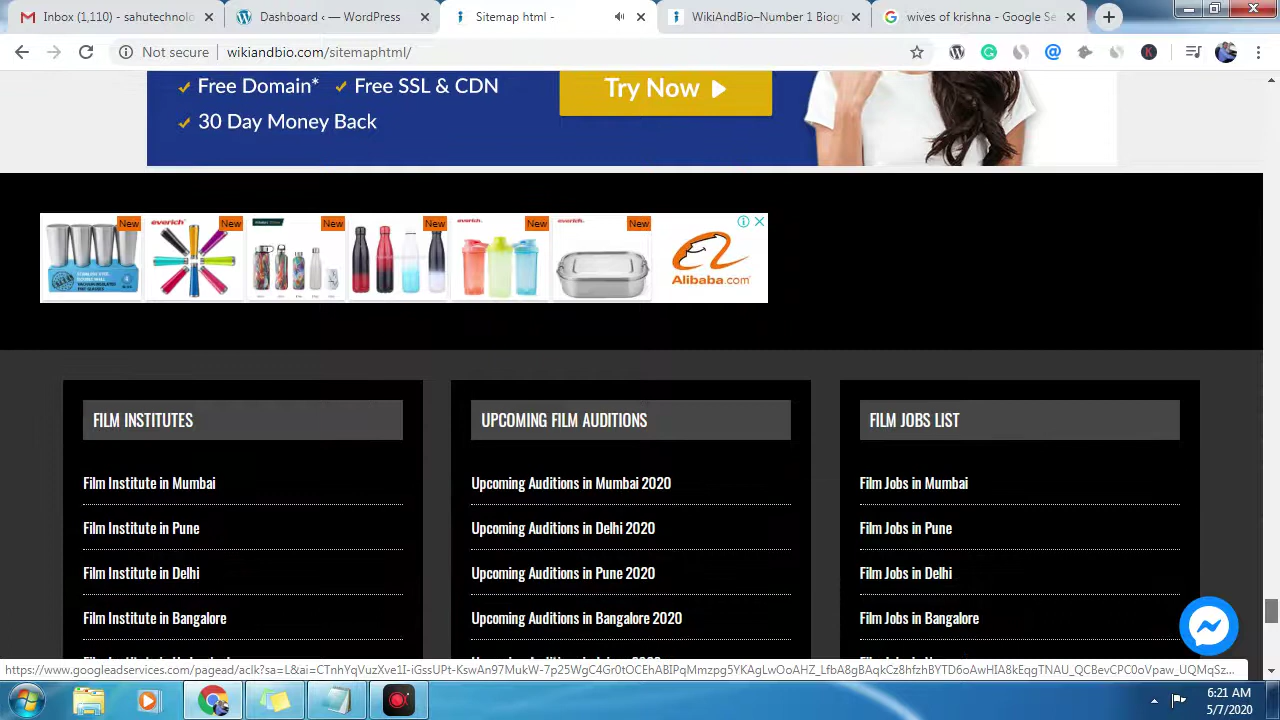 Inbox (1,110) - sahutechnolo
Dashboard ‹ — WordPress
Sitemap html -
WikiAndBio–Number 1 Biog
wives of krishna - Google Se
Not secure
wikiandbio.com/sitemaphtml/
Free Domain*
Free SSL & CDN
30 Day Money Back
Try Now
New
New
New
New
New
New
everich
everich
everich
Alibaba.com
FILM INSTITUTES
Film Institute in Mumbai
Film Institute in Pune
Film Institute in Delhi
Film Institute in Bangalore
UPCOMING FILM AUDITIONS
Upcoming Auditions in Mumbai 2020
Upcoming Auditions in Delhi 2020
Upcoming Auditions in Pune 2020
Upcoming Auditions in Bangalore 2020
FILM JOBS LIST
Film Jobs in Mumbai
Film Jobs in Pune
Film Jobs in Delhi
Film Jobs in Bangalore
6:21 AM
5/7/2020